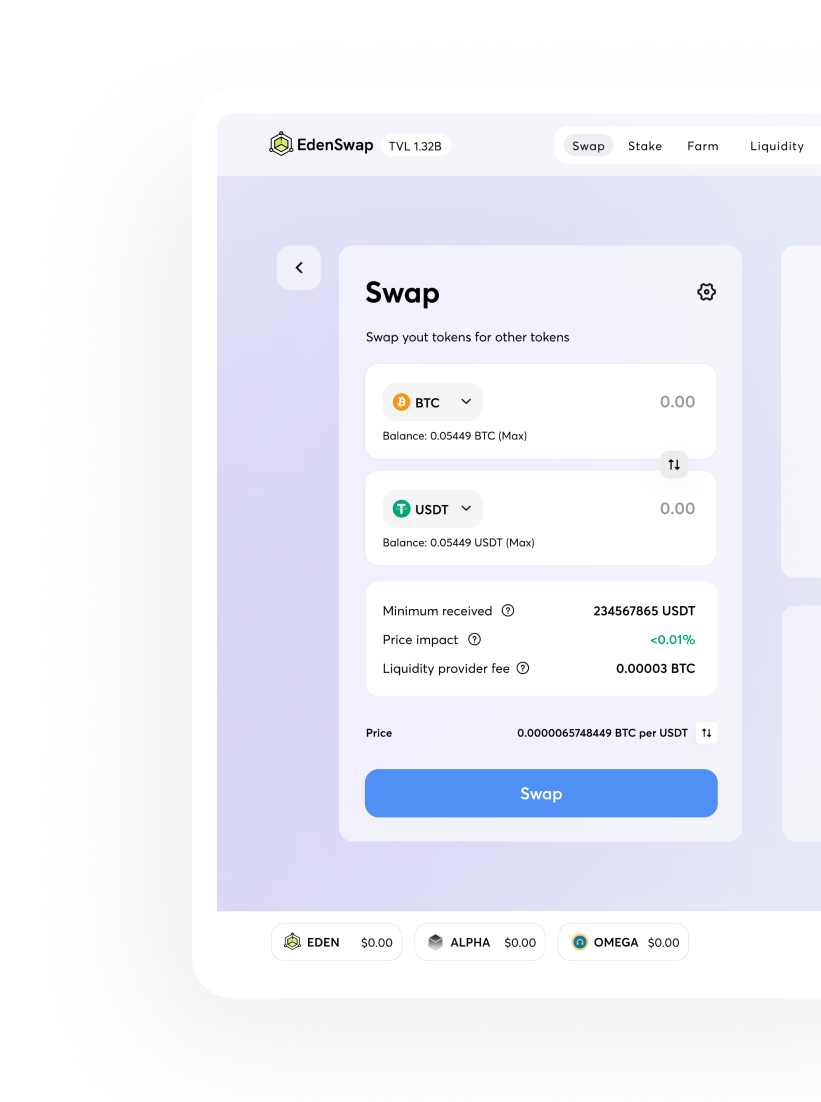 EdenSwap TVL 1.32B Swap Stake Farm Liquidity
Swap
Swap yout tokens for other tokens
BTC 0.00
Balance: 0.05449 BTC (Max)
USDT 0.00
Balance: 0.05449 USDT (Max)
Minimum received 234567865 USDT
Price impact <0.01%
Liquidity provider fee 0.00003 BTC
Price 0.0000065748449 BTC per USDT
Swap
EDEN $0.00 ALPHA $0.00 OMEGA $0.00